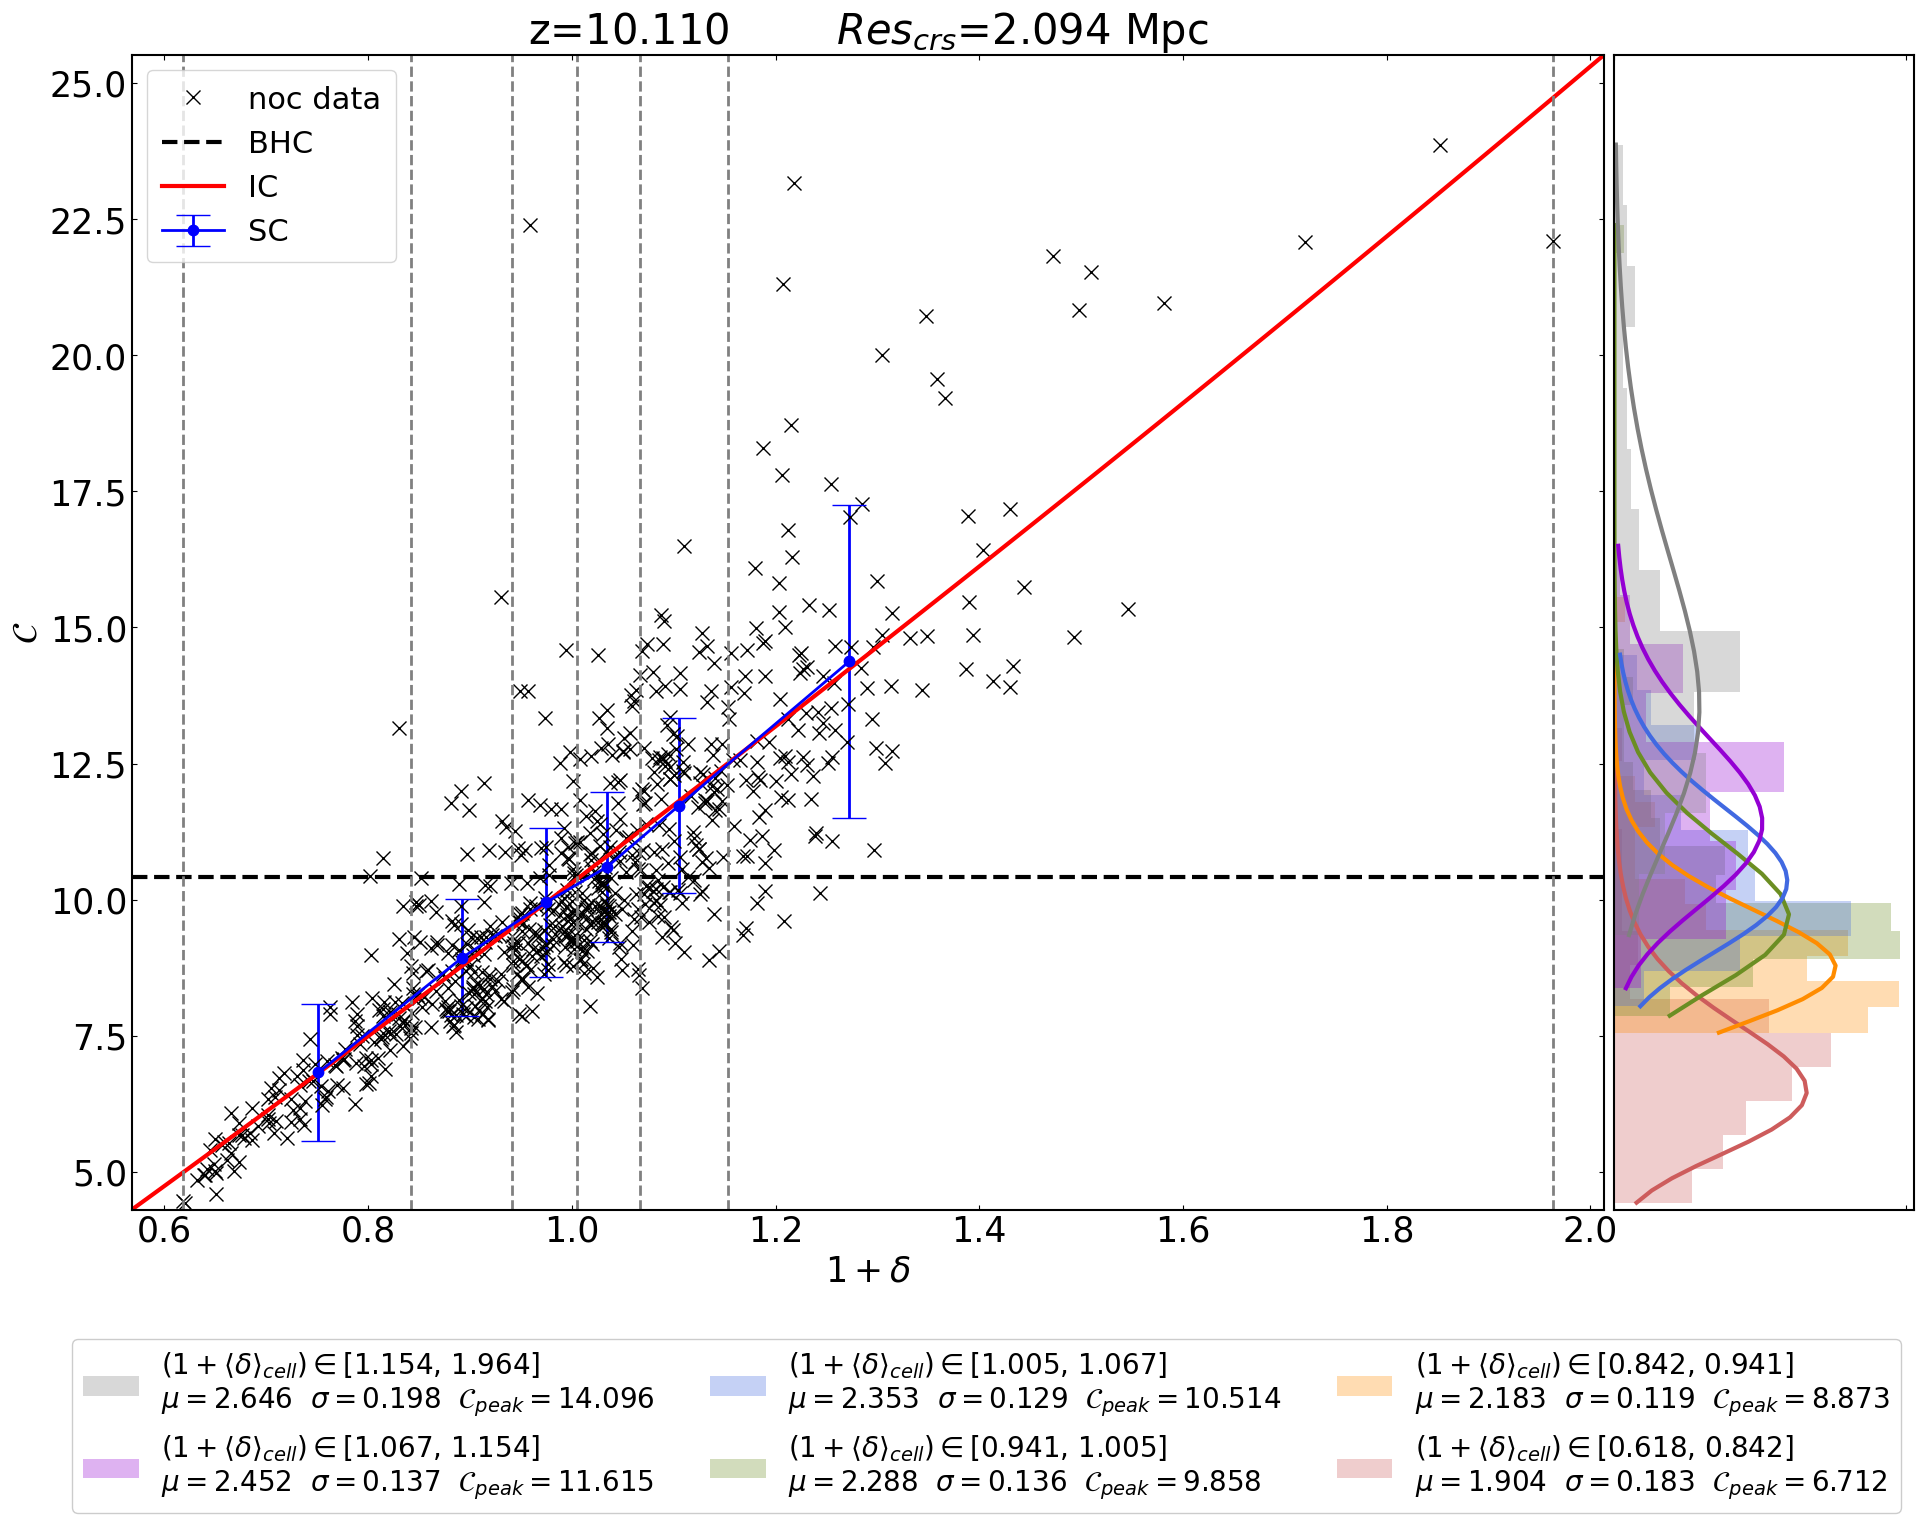 z=10.110 Res_crs=2.094 Mpc
25.0
22.5
20.0
17.5
15.0
12.5
10.0
7.5
5.0
𝒞
noc data
BHC
IC
SC
0.6 0.8 1.0 1.2 1.4 1.6 1.8 2.0
1 + δ
(1 + ⟨δ⟩_cell) ∈ [1.154, 1.964]
μ = 2.646 σ = 0.198 𝒞_peak = 14.096
(1 + ⟨δ⟩_cell) ∈ [1.067, 1.154]
μ = 2.452 σ = 0.137 𝒞_peak = 11.615
(1 + ⟨δ⟩_cell) ∈ [1.005, 1.067]
μ = 2.353 σ = 0.129 𝒞_peak = 10.514
(1 + ⟨δ⟩_cell) ∈ [0.941, 1.005]
μ = 2.288 σ = 0.136 𝒞_peak = 9.858
(1 + ⟨δ⟩_cell) ∈ [0.842, 0.941]
μ = 2.183 σ = 0.119 𝒞_peak = 8.873
(1 + ⟨δ⟩_cell) ∈ [0.618, 0.842]
μ = 1.904 σ = 0.183 𝒞_peak = 6.712